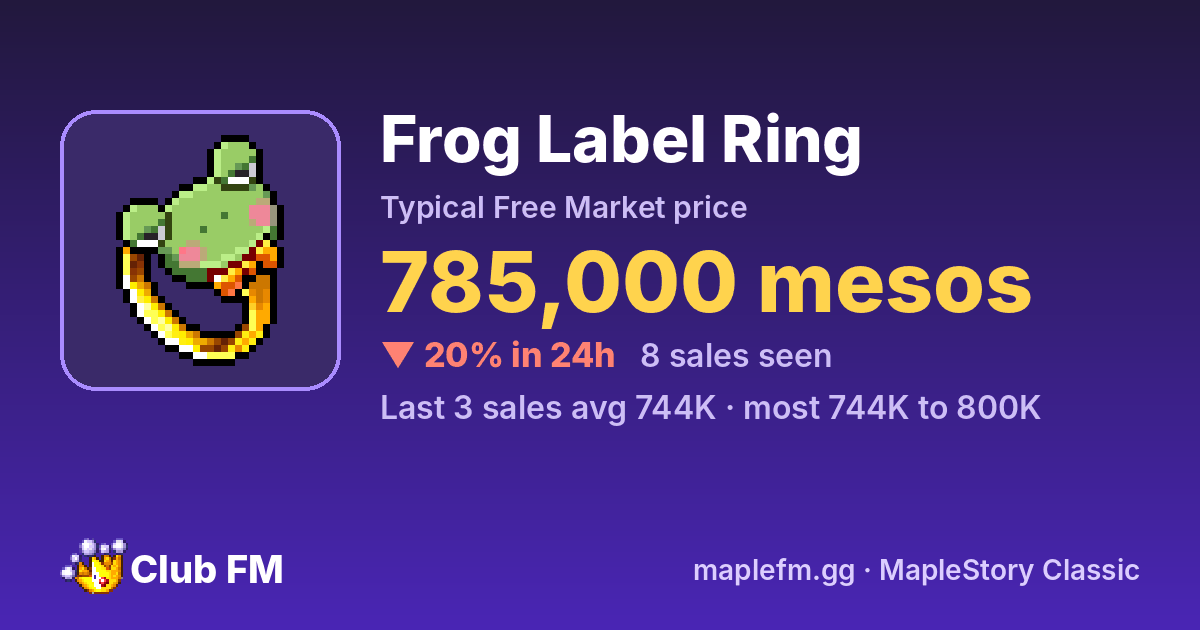 Frog Label Ring
Typical Free Market price
785,000 mesos
▼ 20% in 24h 8 sales seen
Last 3 sales avg 744K · most 744K to 800K
Club FM
maplefm.gg · MapleStory Classic